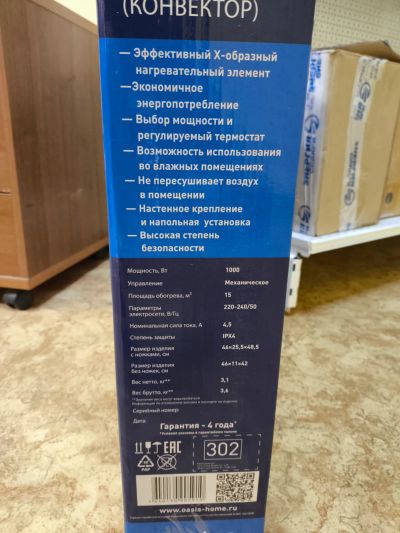 (КОНВЕКТОР)
— Эффективный Х-образный
нагревательный элемент
—Экономичное
энергопотребление
— Выбор мощности и
регулируемый термостат
— Возможность использования
во влажных помещениях
— Не пересушивает воздух
в помещении
— Настенное крепление
и напольная установка
— Высокая степень
безопасности
Мощность, Вт 1000
Управление Механическое
Площадь обогрева, м² 15
Параметры
электросети, В/Гц 220-240/50
Номинальная сила тока, А 4,5
Степень защиты IPX4
Размер изделия
с ножками, см 46×25,5×48,5
Размер изделия
без ножек, см 46×11×42
Вес нетто, кг** 3,1
Вес брутто, кг** 3,6
Серийный номер:
Дата:
Гарантия - 4 года*
EAC
302
PAP
www.oasis-home.ru